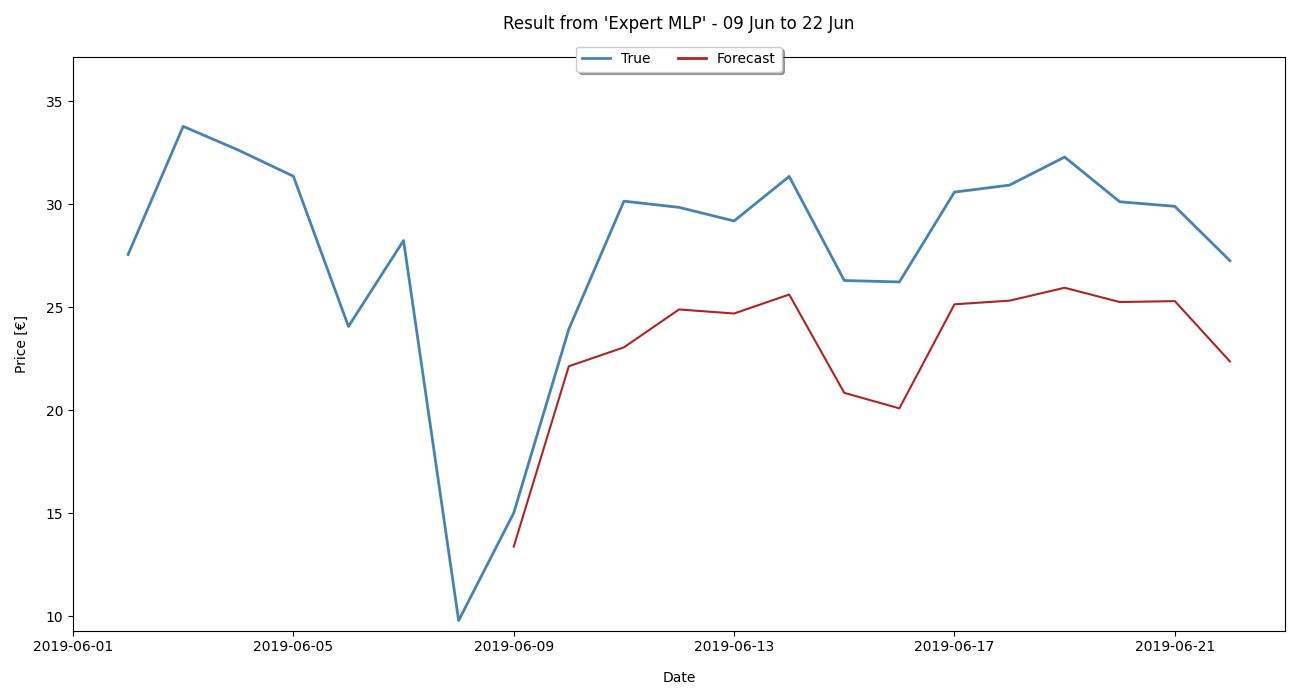 Result from 'Expert MLP' - 09 Jun to 22 Jun
True Forecast
Price [€]
35
30
25
20
15
10
2019-06-01 2019-06-05 2019-06-09 2019-06-13 2019-06-17 2019-06-21
Date